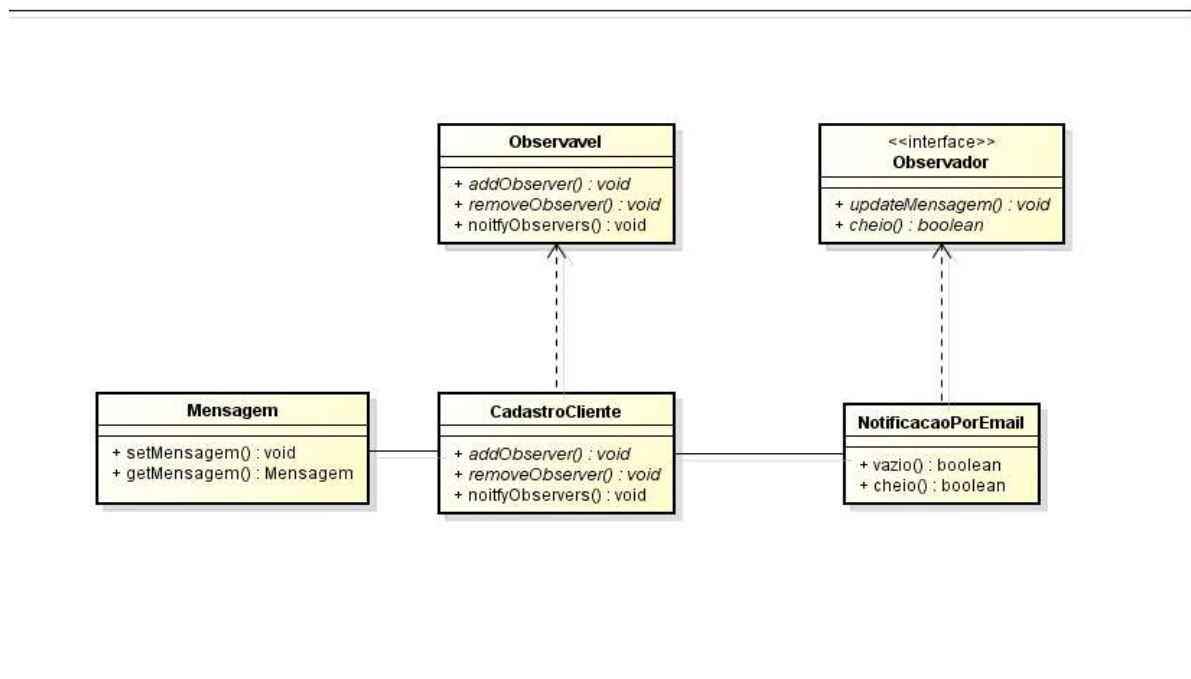 Observavel
+ addObserver() : void
+ removeObserver() : void
+ noitfyObservers() : void
<<interface>>
Observador
+ updateMensagem() : void
+ cheio() : boolean
Mensagem
+ setMensagem() : void
+ getMensagem() : Mensagem
CadastroCliente
+ addObserver() : void
+ removeObserver() : void
+ noitfyObservers() : void
NotificacaoPorEmail
+ vazio() : boolean
+ cheio() : boolean